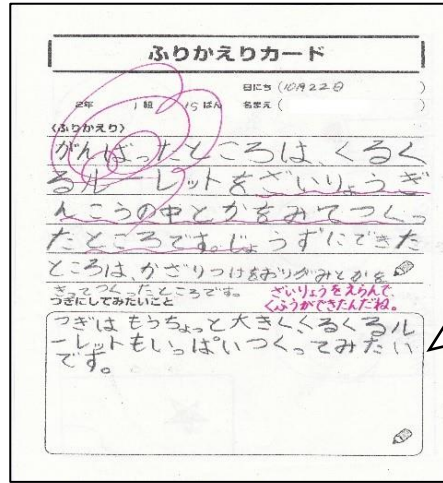 ふりかえりカード
日にち(10月22日 )
2年 1組 15ばん 名まえ( )
〈ふりかえり〉
がんばったところは、くるく
るルーレットをざいりょうぎ
んこうの中とかをみてつくっ
たところです。じょうずにできた
ところは、かざりつけをおりがみとかを
きってつくったところです。
ざいりょうをえらんで
くふうができたんだね。
つぎにしてみたいこと
つぎはもうちょっと大きくくるくるル
ーレットもいっぱいつくってみたい
です。